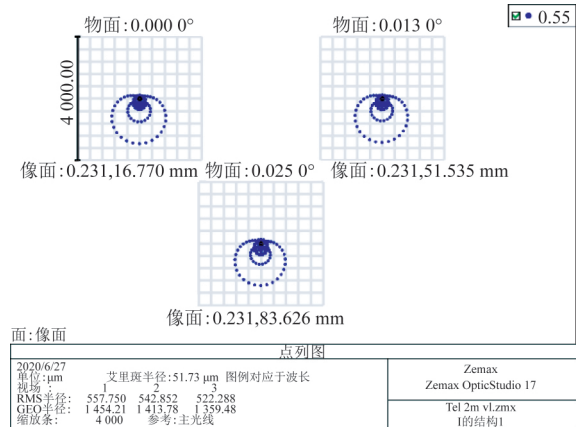 物面:0.000 0°
物面:0.013 0°
0.55
4 000.00
像面:0.231,16.770 mm
像面:0.231,51.535 mm
物面:0.025 0°
像面:0.231,83.626 mm
面:像面
点列图
2020/6/27
单位:μm 艾里斑半径:51.73 μm 图例对应于波长
视场 : 1 2 3
RMS半径: 557.750 542.852 522.288
GEO半径: 1 454.21 1 413.78 1 359.48
缩放条: 4 000 参考:主光线
Zemax
Zemax OpticStudio 17
Tel 2m vl.zmx
I的结构1